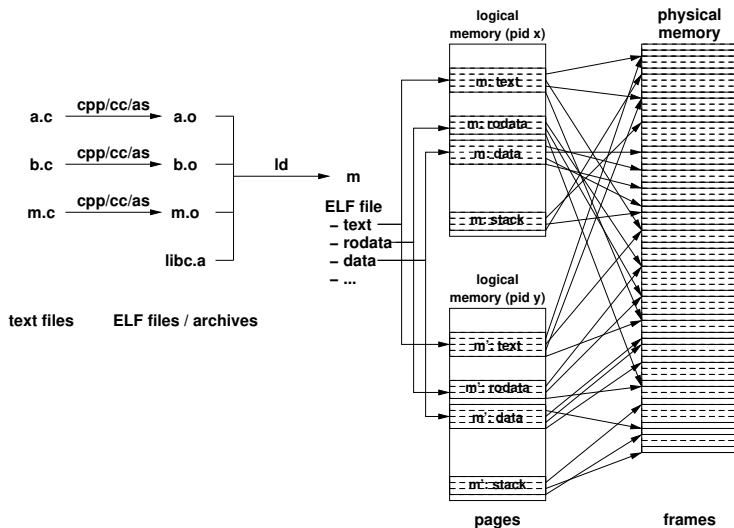 logical
memory (pid x)
physical
memory
m: text
m: rodata
m: data
m: stack
a.c
cpp/cc/as
a.o
b.c
cpp/cc/as
b.o
m.c
cpp/cc/as
m.o
libc.a
ld
m
ELF file
– text
– rodata
– data
– ...
text files
ELF files / archives
logical
memory (pid y)
m': text
m': rodata
m': data
m': stack
pages
frames